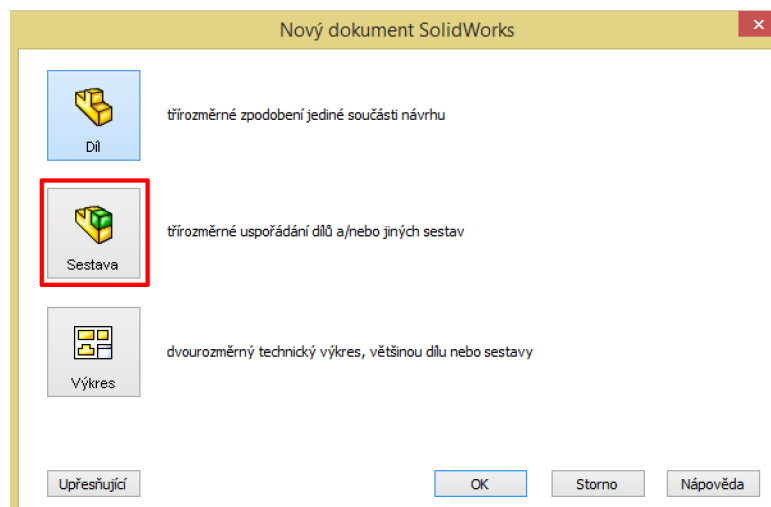 Nový dokument SolidWorks
třírozměrné zpodobení jediné součásti návrhu
Díl
třírozměrné uspořádání dílů a/nebo jiných sestav
Sestava
dvourozměrný technický výkres, většinou dílu nebo sestavy
Výkres
Upřesňující
OK
Storno
Nápověda